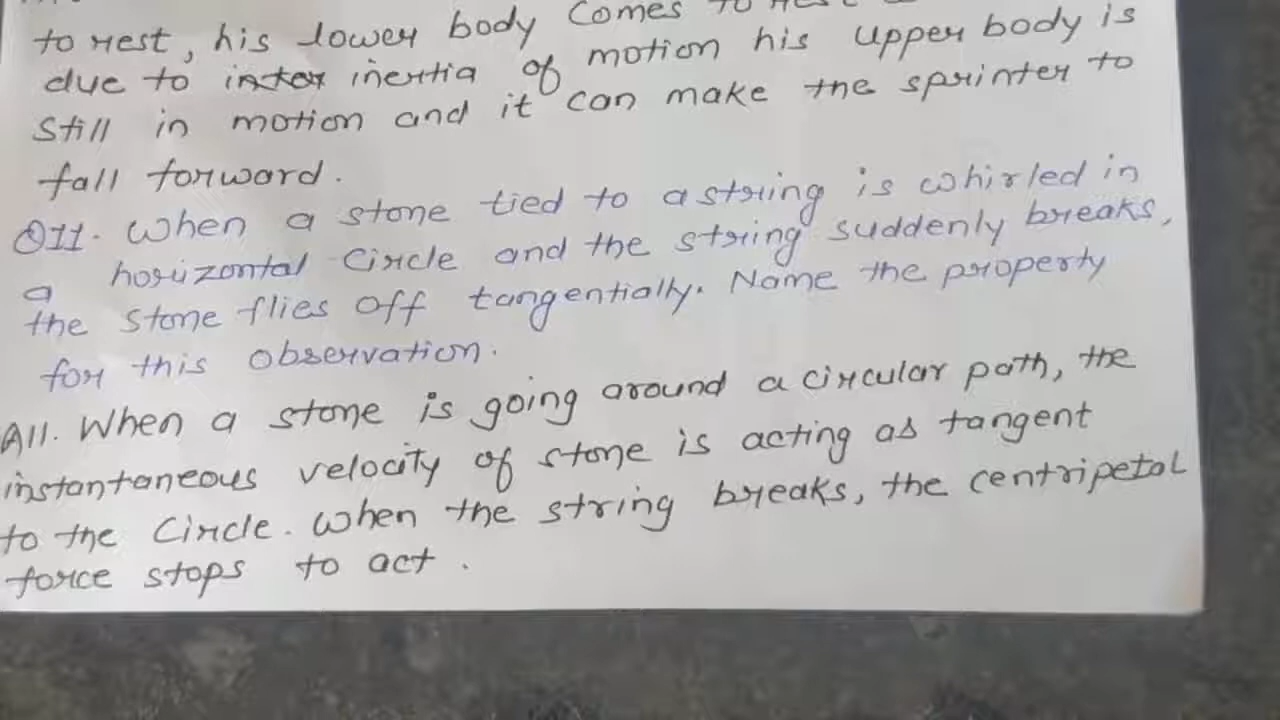 to rest, his lower body Comes to rest
due to inertia of motion his upper body is
still in motion and it can make the sprinter to
fall forward.
Q11. When a stone tied to a string is whirled in
a horizontal circle and the string suddenly breaks,
the stone flies off tangentially. Name the property
for this observation.
A11. When a stone is going around a circular path, the
instantaneous velocity of stone is acting as tangent
to the circle. When the string breaks, the centripetal
force stops to act.